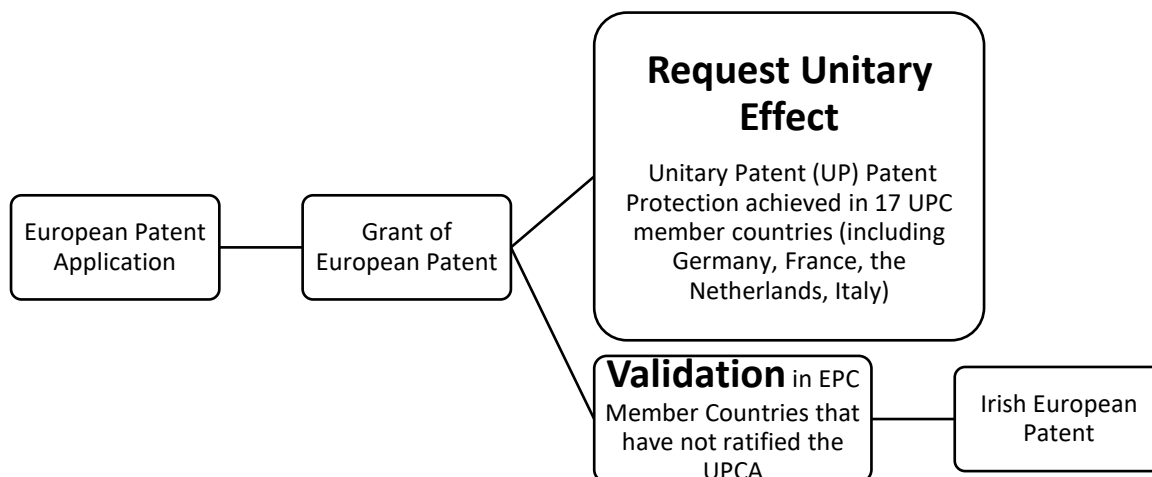 European Patent
Application
Grant of
European Patent
Request Unitary
Effect
Unitary Patent (UP) Patent
Protection achieved in 17 UPC
member countries (including
Germany, France, the
Netherlands, Italy)
Validation in EPC
Member Countries that
have not ratified the
UPCA
Irish European
Patent